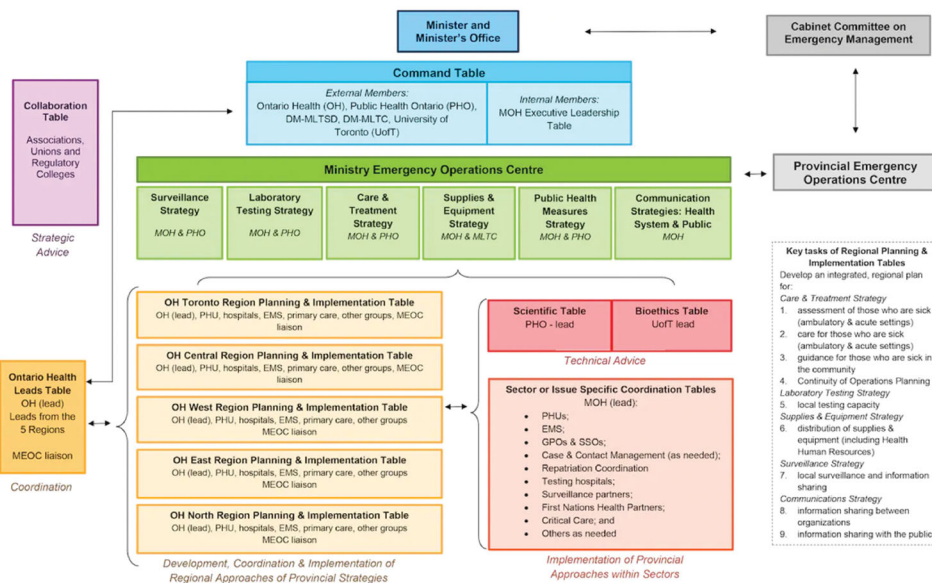 Minister and
Minister's Office
Cabinet Committee on
Emergency Management
Command Table
External Members:
Ontario Health (OH), Public Health Ontario (PHO),
DM-MLTSD, DM-MLTC, University of
Toronto (UofT)
Internal Members:
MOH Executive Leadership
Table
Collaboration
Table
Associations,
Unions and
Regulatory
Colleges
Strategic
Advice
Ministry Emergency Operations Centre
Provincial Emergency
Operations Centre
Surveillance
Strategy
MOH & PHO
Laboratory
Testing Strategy
MOH & PHO
Care &
Treatment
Strategy
MOH & PHO
Supplies &
Equipment
Strategy
MOH & MLTC
Public Health
Measures
Strategy
MOH & PHO
Communication
Strategies: Health
System & Public
MOH
Ontario Health
Leads Table
OH (lead)
Leads from the
5 Regions
MEOC liaison
Coordination
OH Toronto Region Planning & Implementation Table
OH (lead), PHU, hospitals, EMS, primary care, other groups, MEOC
liaison
OH Central Region Planning & Implementation Table
OH (lead), PHU, hospitals, EMS, primary care, other groups, MEOC
liaison
OH West Region Planning & Implementation Table
OH (lead), PHU, hospitals, EMS, primary care, other groups
MEOC liaison
OH East Region Planning & Implementation Table
OH (lead), PHU, hospitals, EMS, primary care, other groups
MEOC liaison
OH North Region Planning & Implementation Table
OH (lead), PHU, hospitals, EMS, primary care, other groups
MEOC liaison
Development, Coordination & Implementation of
Regional Approaches of Provincial Strategies
Scientific Table
PHO - lead
Bioethics Table
UofT lead
Technical Advice
Sector or Issue Specific Coordination Tables
MOH (lead):
• PHUs;
• EMS;
• GPOs & SSOs;
• Case & Contact Management (as needed);
• Repatriation Coordination
• Testing hospitals;
• Surveillance partners;
• First Nations Health Partners;
• Critical Care; and
• Others as needed
Implementation of Provincial
Approaches within Sectors
Key tasks of Regional Planning &
Implementation Tables
Develop an integrated, regional plan
for:
Care & Treatment Strategy
1. assessment of those who are sick
(ambulatory & acute settings)
2. care for those who are sick
(ambulatory & acute settings)
3. guidance for those who are sick in
the community
4. Continuity of Operations Planning
Laboratory Testing Strategy
5. local testing capacity
Supplies & Equipment Strategy
6. distribution of supplies &
equipment (including Health
Human Resources)
Surveillance Strategy
7. local surveillance and information
sharing
Communications Strategy
8. information sharing between
organizations
9. information sharing with the public